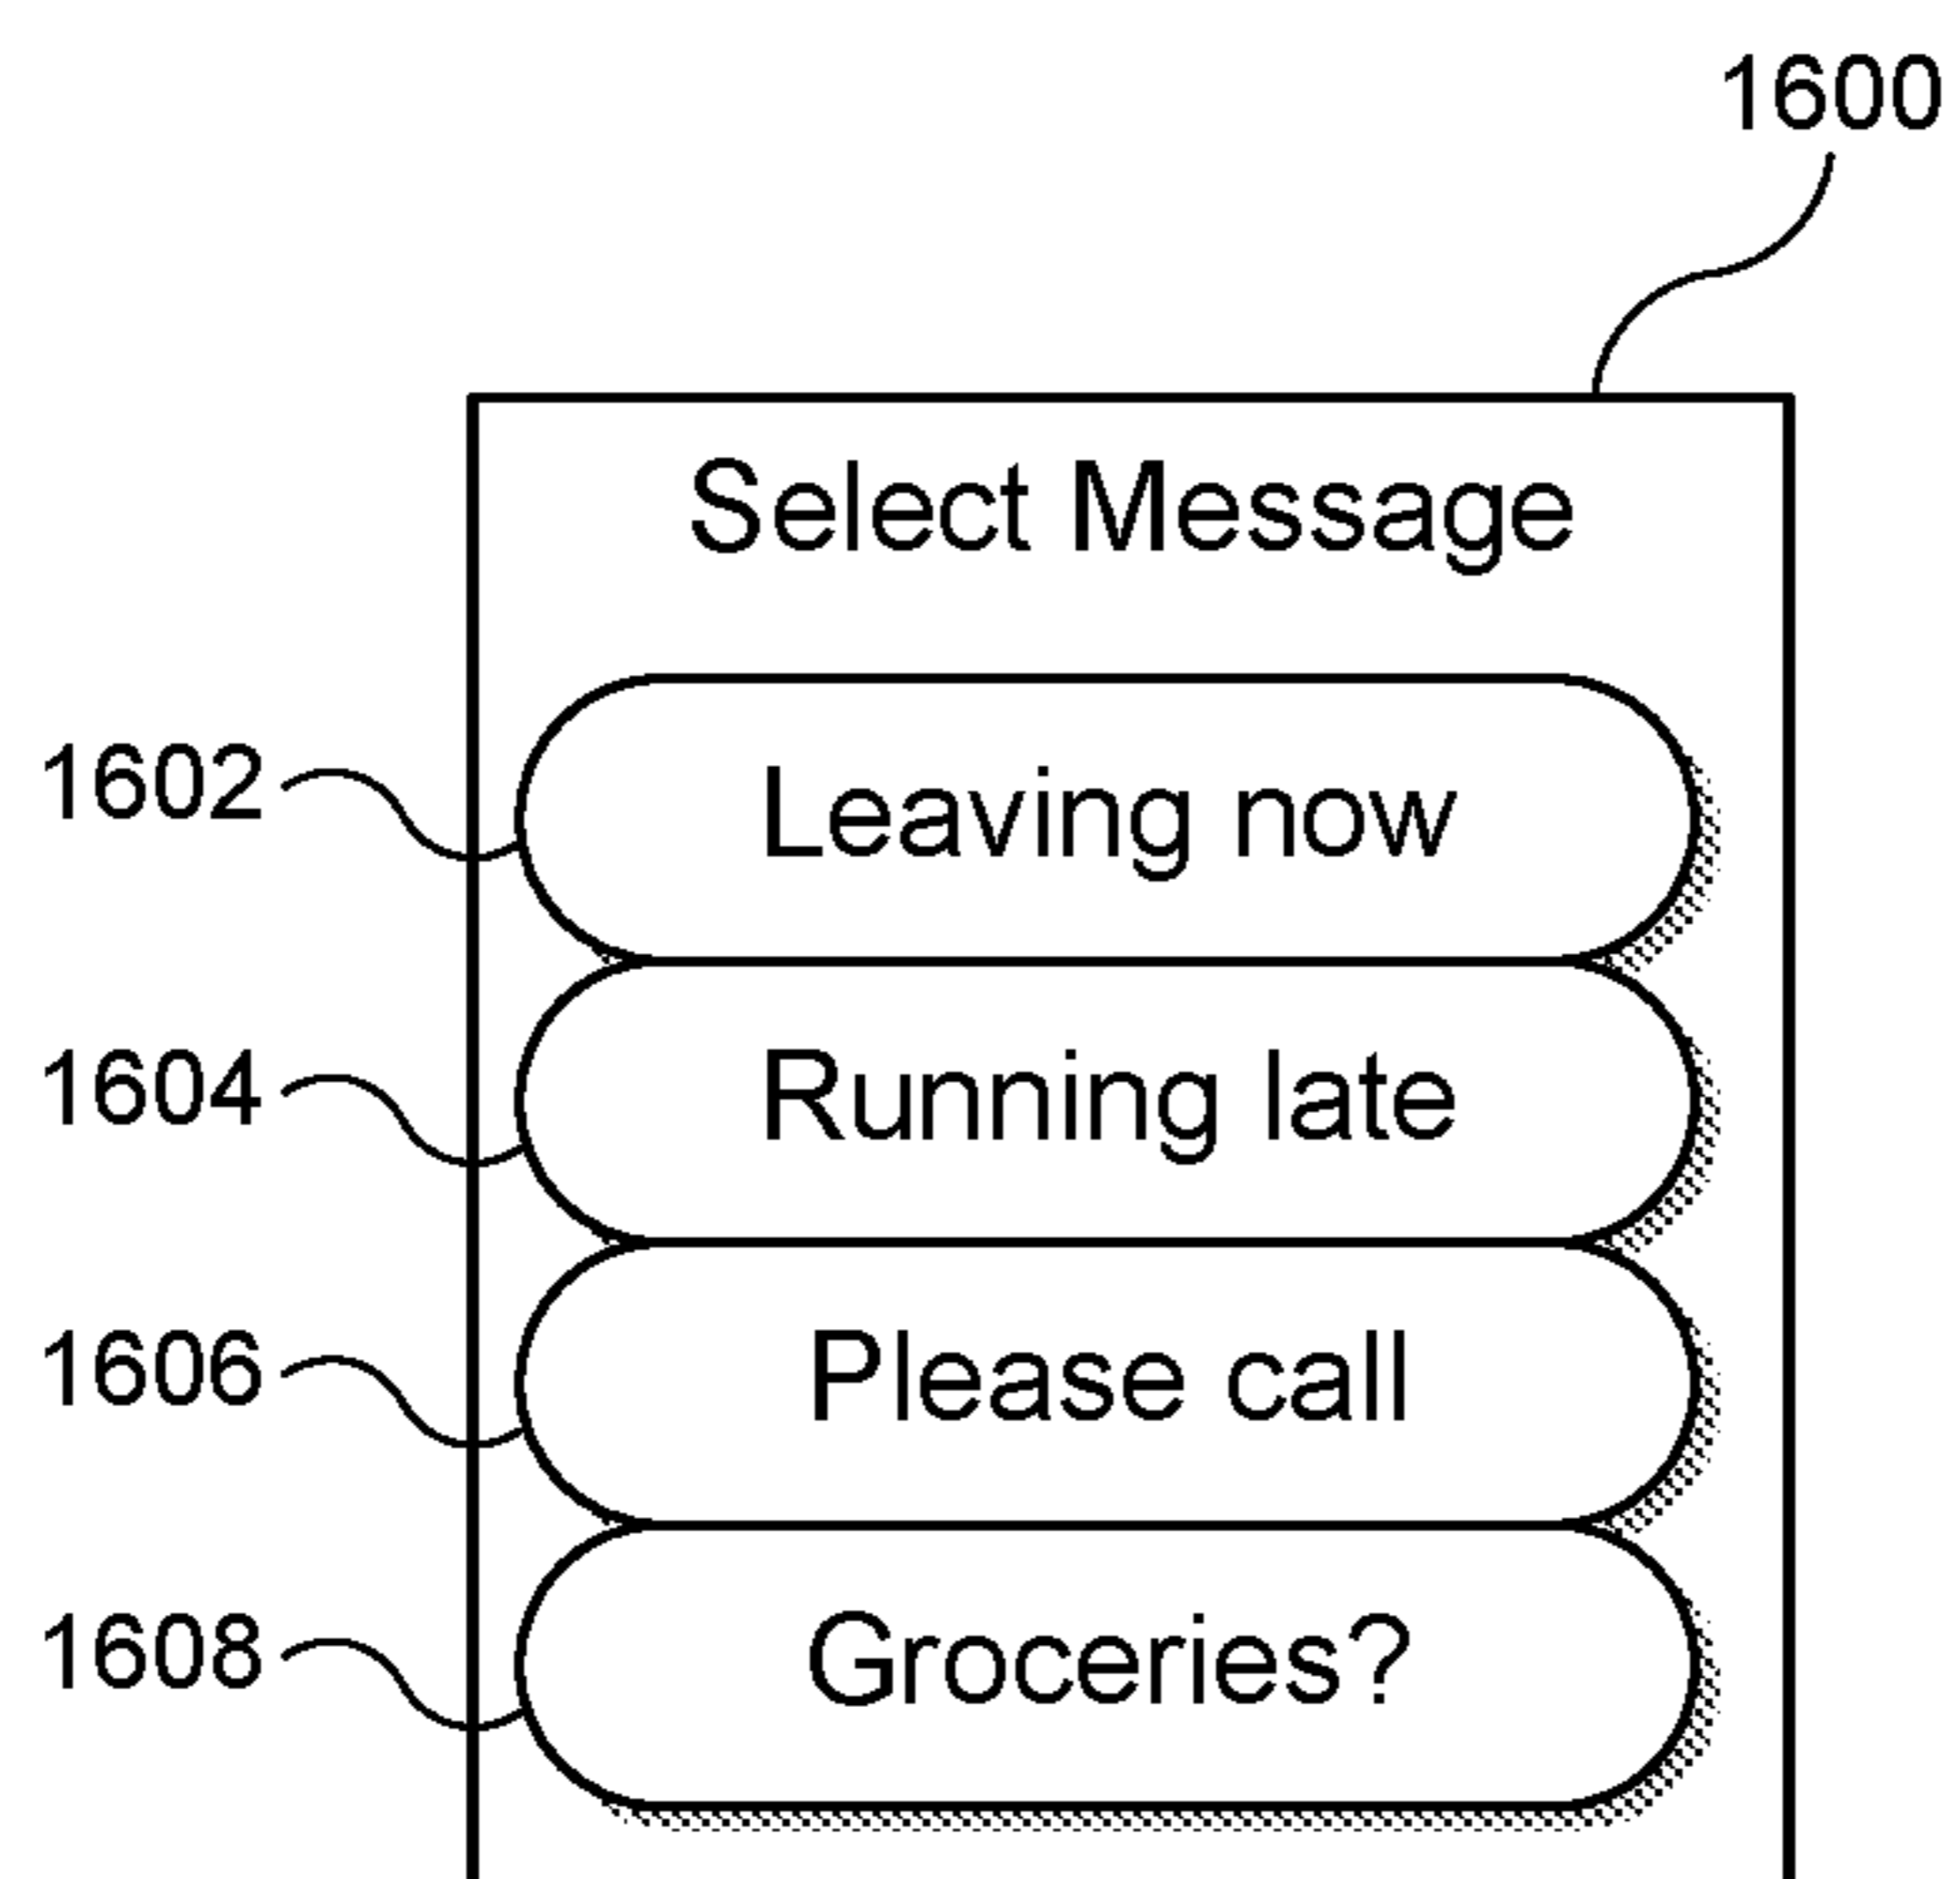 1600
Select Message
1602 Leaving now
1604 Running late
1606 Please call
1608 Groceries?